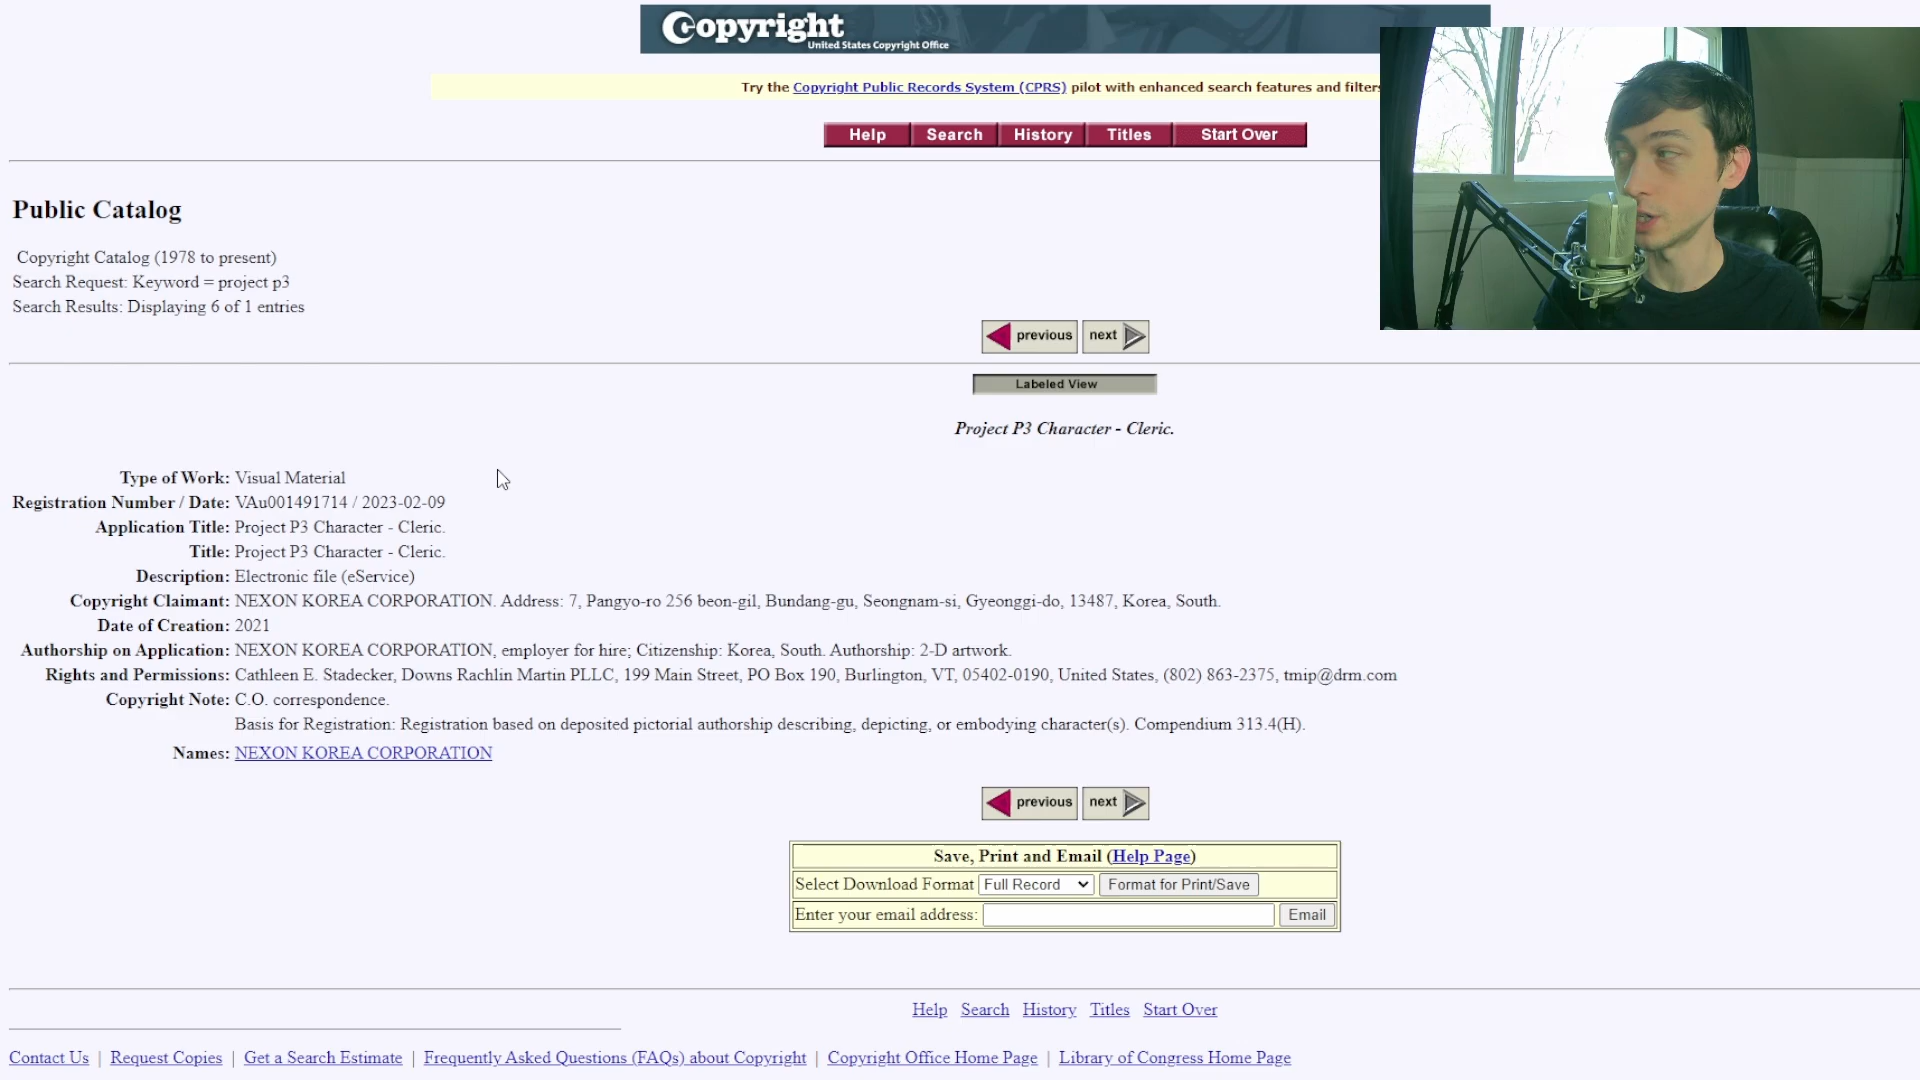 Copyright
United States Copyright Office
Try the Copyright Public Records System (CPRS) pilot with enhanced search features and filters
Help Search History Titles Start Over
Public Catalog
Copyright Catalog (1978 to present)
Search Request: Keyword = project p3
Search Results: Displaying 6 of 1 entries
previous next
Labeled View
Project P3 Character - Cleric.
Type of Work: Visual Material
Registration Number / Date: VAu001491714 / 2023-02-09
Application Title: Project P3 Character - Cleric.
Title: Project P3 Character - Cleric.
Description: Electronic file (eService)
Copyright Claimant: NEXON KOREA CORPORATION. Address: 7, Pangyo-ro 256 beon-gil, Bundang-gu, Seongnam-si, Gyeonggi-do, 13487, Korea, South.
Date of Creation: 2021
Authorship on Application: NEXON KOREA CORPORATION, employer for hire; Citizenship: Korea, South. Authorship: 2-D artwork.
Rights and Permissions: Cathleen E. Stadecker, Downs Rachlin Martin PLLC, 199 Main Street, PO Box 190, Burlington, VT, 05402-0190, United States, (802) 863-2375, tmip@drm.com
Copyright Note: C.O. correspondence.
Basis for Registration: Registration based on deposited pictorial authorship describing, depicting, or embodying character(s). Compendium 313.4(H).
Names: NEXON KOREA CORPORATION
previous next
Save, Print and Email (Help Page)
Select Download Format Full Record Format for Print/Save
Enter your email address: Email
Help Search History Titles Start Over
Contact Us | Request Copies | Get a Search Estimate | Frequently Asked Questions (FAQs) about Copyright | Copyright Office Home Page | Library of Congress Home Page